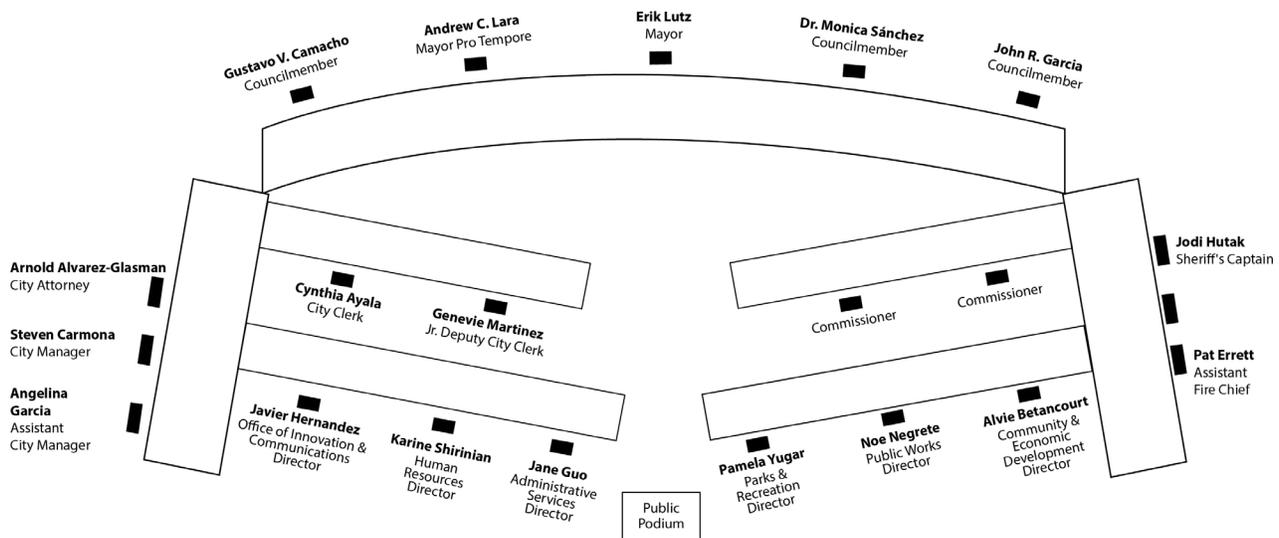 Gustavo V. Camacho
Councilmember
Andrew C. Lara
Mayor Pro Tempore
Erik Lutz
Mayor
Dr. Monica Sánchez
Councilmember
John R. Garcia
Councilmember
Arnold Alvarez-Glasman
City Attorney
Steven Carmona
City Manager
Angelina
Garcia
Assistant
City Manager
Cynthia Ayala
City Clerk
Genevie Martinez
Jr. Deputy City Clerk
Commissioner
Commissioner
Jodi Hutak
Sheriff's Captain
Pat Errett
Assistant
Fire Chief
Javier Hernandez
Office of Innovation &
Communications
Director
Karine Shirinian
Human
Resources
Director
Jane Guo
Administrative
Services
Director
Pamela Yugar
Parks &
Recreation
Director
Noe Negrete
Public Works
Director
Alvie Betancourt
Community &
Economic
Development
Director
Public
Podium